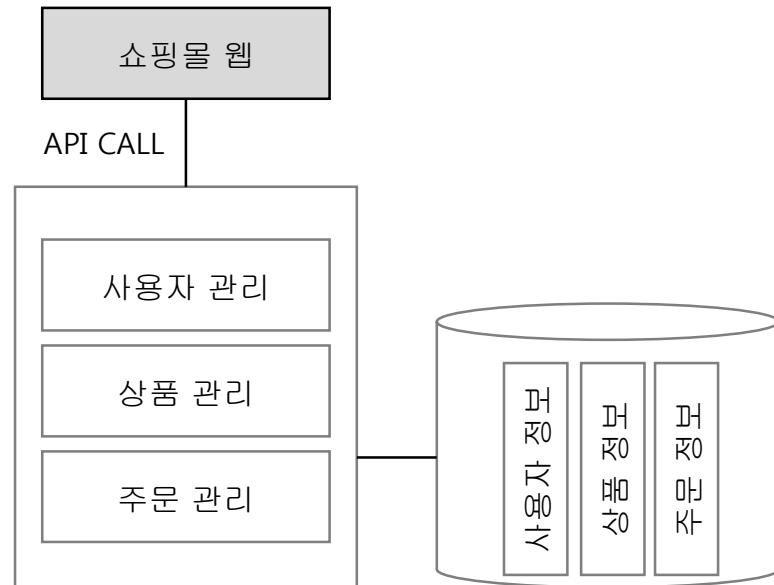 쇼핑몰 웹
API CALL
사용자 관리
상품 관리
주문 관리
사용자 정보
상품 정보
주문 정보